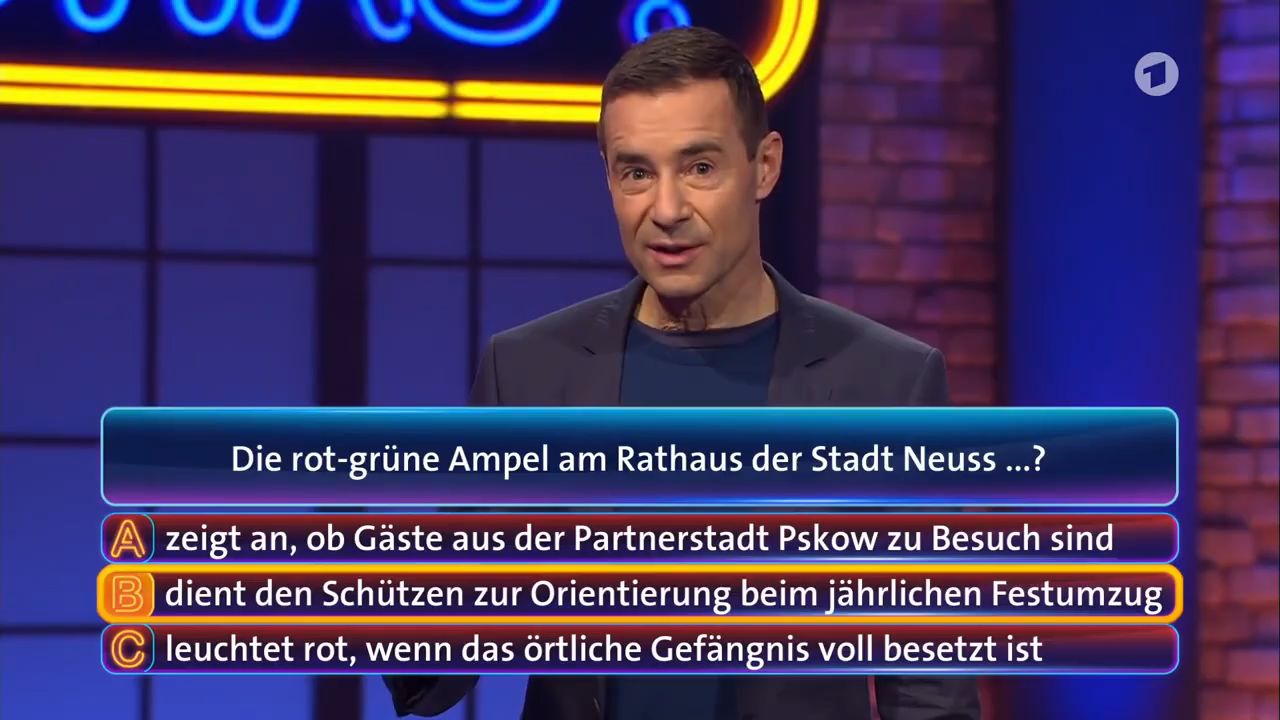 Die rot-grüne Ampel am Rathaus der Stadt Neuss ...?
A zeigt an, ob Gäste aus der Partnerstadt Pskow zu Besuch sind
B dient den Schützen zur Orientierung beim jährlichen Festumzug
C leuchtet rot, wenn das örtliche Gefängnis voll besetzt ist
1